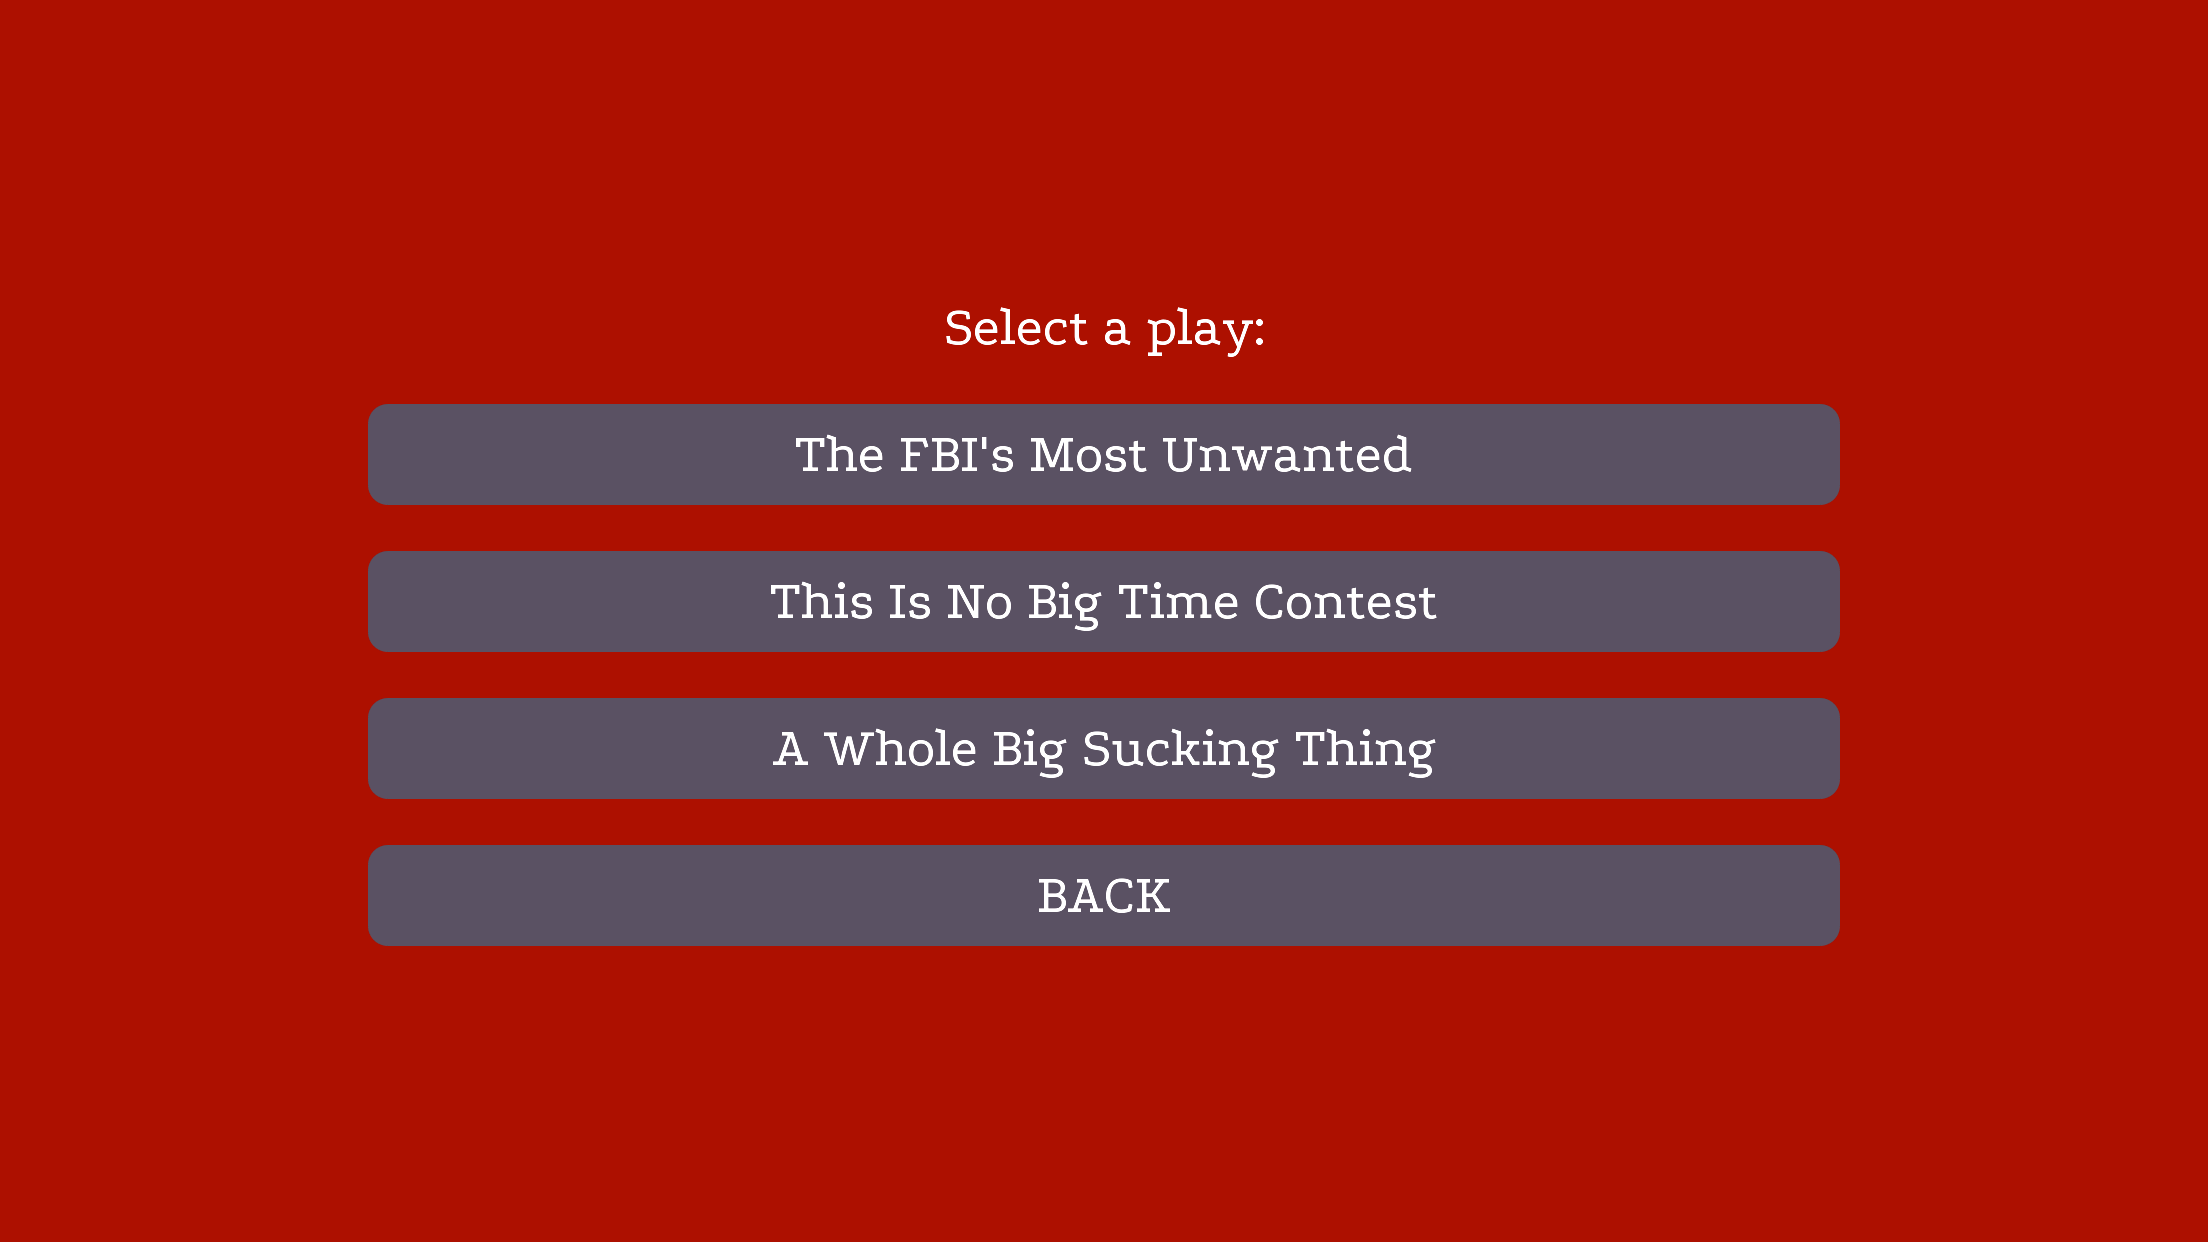 Select a play:
The FBI's Most Unwanted
This Is No Big Time Contest
A Whole Big Sucking Thing
BACK